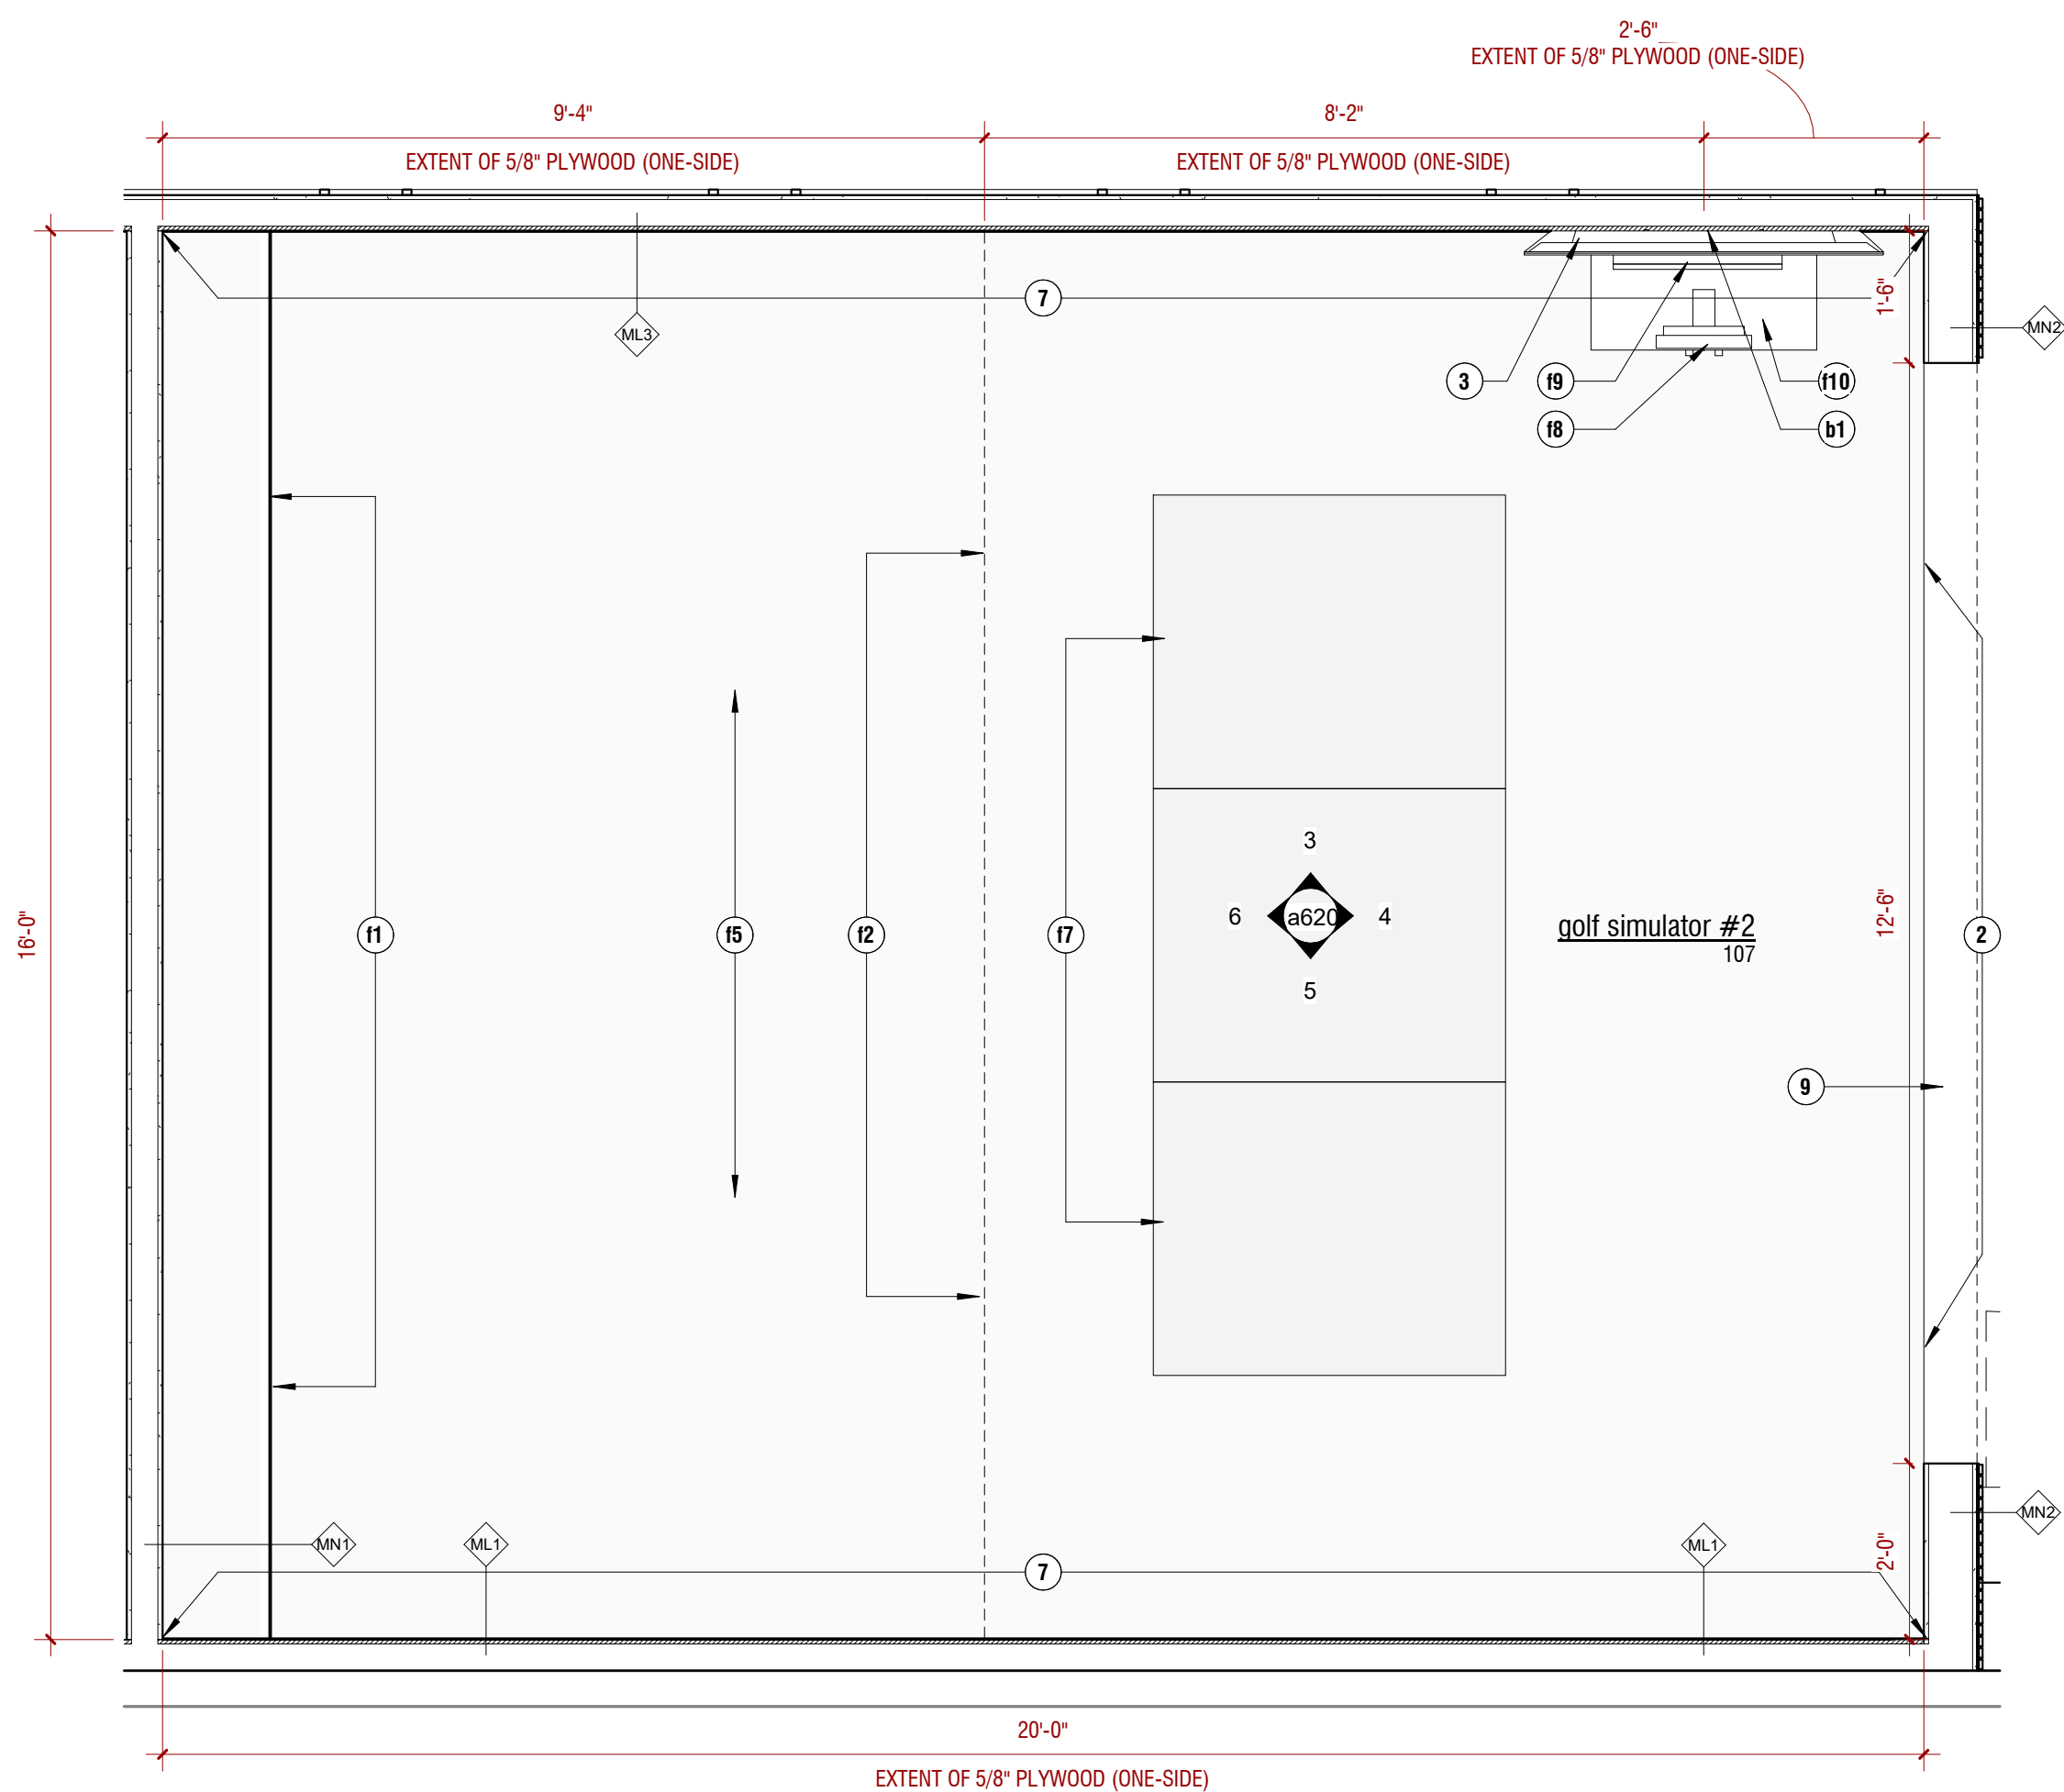 2'-6"
EXTENT OF 5/8" PLYWOOD (ONE-SIDE)
9'-4"
8'-2"
EXTENT OF 5/8" PLYWOOD (ONE-SIDE)
EXTENT OF 5/8" PLYWOOD (ONE-SIDE)
7
1'-6"
ML3
MN2
3
f9
f10
f8
b1
3
16'-0"
f1
f5
f2
f7
6
a620
4
golf simulator #2
107
12'-6"
2
5
9
MN2
MN1
ML1
ML1
7
2'-0"
20'-0"
EXTENT OF 5/8" PLYWOOD (ONE-SIDE)